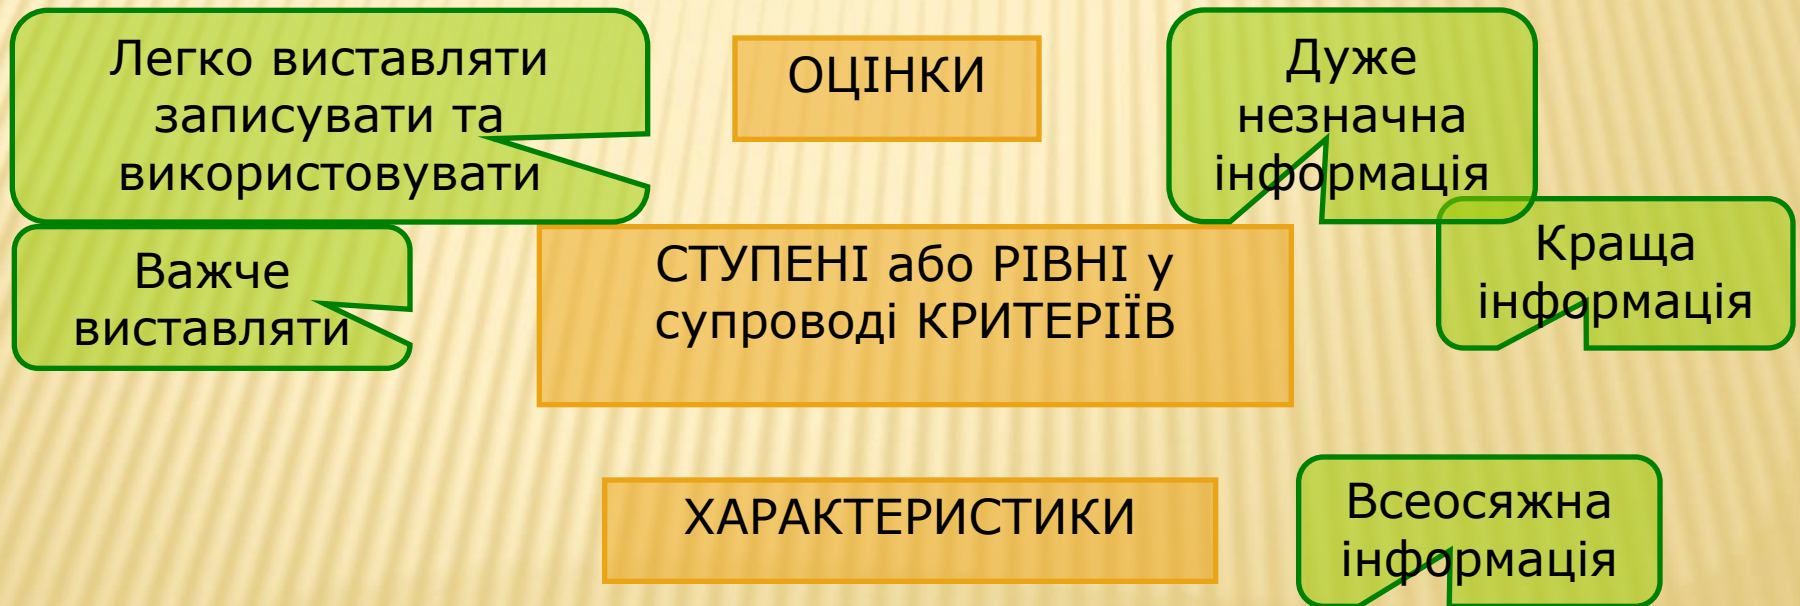 Легко виставляти
записувати та
використовувати
ОЦІНКИ
Дуже
незначна
інформація
Важче
виставляти
СТУПЕНІ або РІВНІ у
супроводі КРИТЕРІЇВ
Краща
інформація
ХАРАКТЕРИСТИКИ
Всеосяжна
інформація